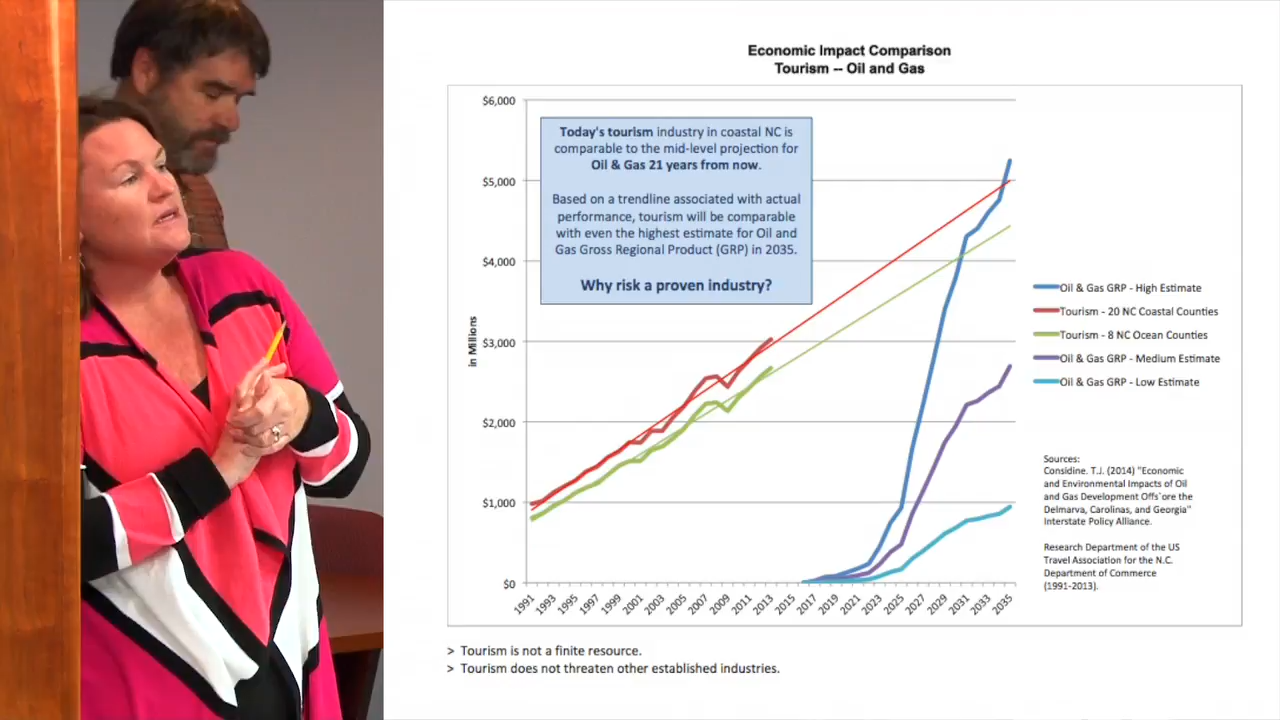 Economic Impact Comparison
Tourism -- Oil and Gas
$6,000
$5,000
$4,000
$3,000
$2,000
$1,000
$0
in Millions
Today's tourism industry in coastal NC is
comparable to the mid-level projection for
Oil & Gas 21 years from now.
Based on a trendline associated with actual
performance, tourism will be comparable
with even the highest estimate for Oil and
Gas Gross Regional Product (GRP) in 2035.
Why risk a proven industry?
1991
1993
1995
1997
1999
2001
2003
2005
2007
2009
2011
2013
2015
2017
2019
2021
2023
2025
2027
2029
2031
2033
2035
Oil & Gas GRP - High Estimate
Tourism - 20 NC Coastal Counties
Tourism - 8 NC Ocean Counties
Oil & Gas GRP - Medium Estimate
Oil & Gas GRP - Low Estimate
Sources:
Considine. T.J. (2014) "Economic
and Environmental Impacts of Oil
and Gas Development Offs`ore the
Delmarva, Carolinas, and Georgia"
Interstate Policy Alliance.
Research Department of the US
Travel Association for the N.C.
Department of Commerce
(1991-2013).
> Tourism is not a finite resource.
> Tourism does not threaten other established industries.